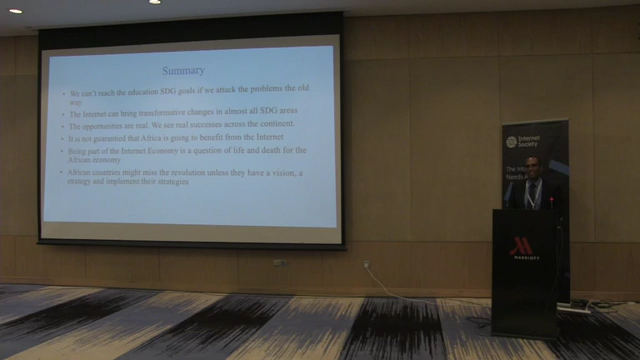 Summary
• We can't reach the education SDG goals if we attack the problems the old
way
• The Internet can bring transformative changes in almost all SDG areas
• The opportunities are real. We see real successes across the continent.
• It is not guaranteed that Africa is going to benefit from the Internet
• Being part of the Internet Economy is a question of life and death for the
African economy
• African countries might miss the revolution unless they have a vision, a
strategy and implement their strategies
Internet
Society
The
Needs
MARRIOTT